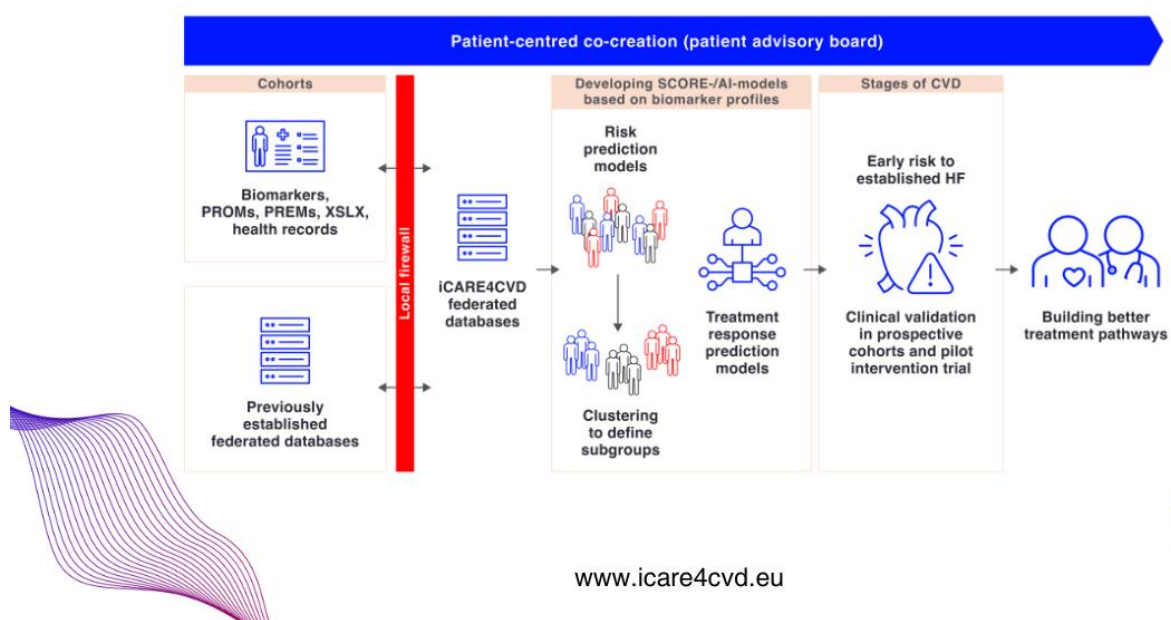 Patient-centred co-creation (patient advisory board)
Cohorts
Biomarkers,
PROMs, PREMs, XSLX,
health records
Previously
established
federated databases
Local firewall
iCARE4CVD
federated
databases
Developing SCORE-/AI-models
based on biomarker profiles
Risk
prediction
models
Clustering
to define
subgroups
Treatment
response
prediction
models
Stages of CVD
Early risk to
established HF
Clinical validation
in prospective
cohorts and pilot
intervention trial
Building better
treatment pathways
www.icare4cvd.eu